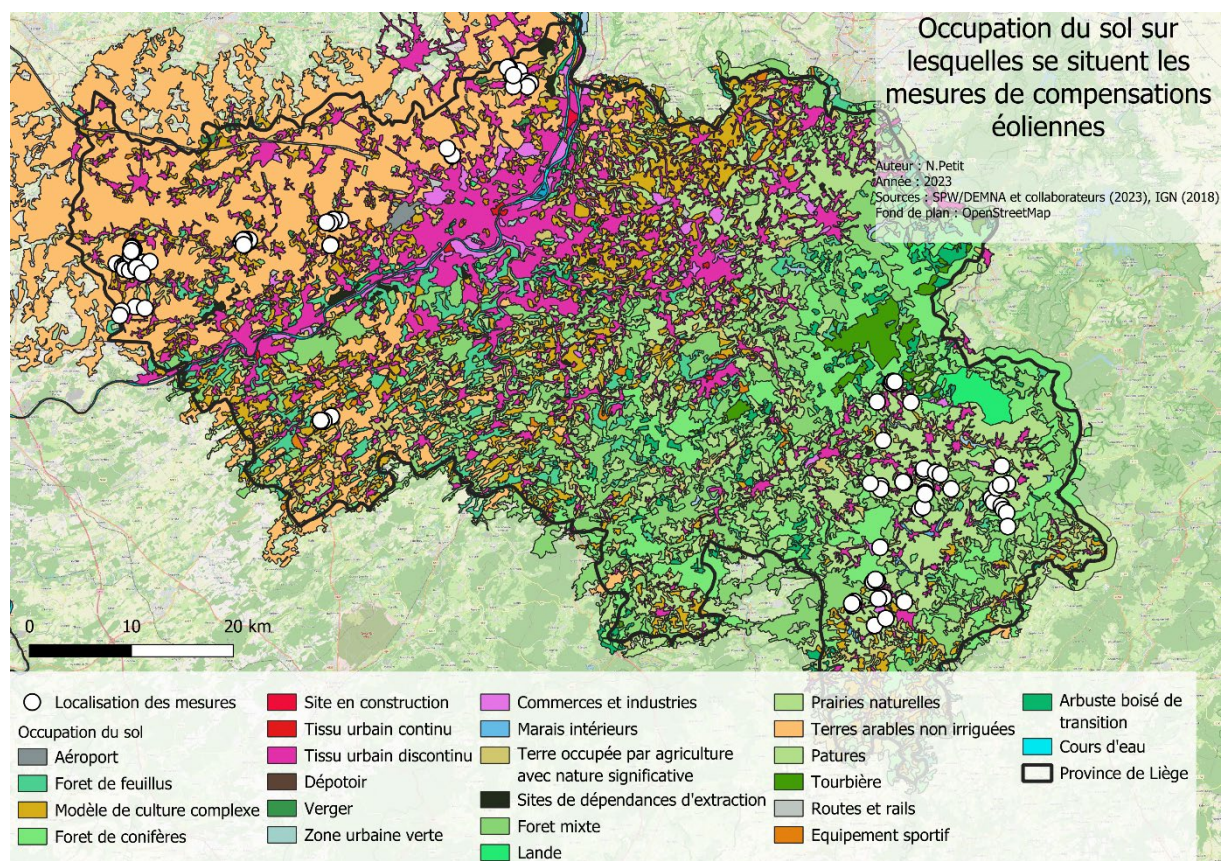 Occupation du sol sur
lesquelles se situent les
mesures de compensations
éoliennes
Auteur : N.Petit
Année : 2023
Sources : SPW/DEMNA et collaborateurs (2023), IGN (2018)
Fond de plan : OpenStreetMap
0 10 20 km
Localisation des mesures
Occupation du sol
Aéroport
Foret de feuillus
Modèle de culture complexe
Foret de conifères
Site en construction
Tissu urbain continu
Tissu urbain discontinu
Dépotoir
Verger
Zone urbaine verte
Commerces et industries
Marais intérieurs
Terre occupée par agriculture
avec nature significative
Sites de dépendances d'extraction
Foret mixte
Lande
Prairies naturelles
Terres arables non irriguées
Patures
Tourbière
Routes et rails
Equipement sportif
Arbuste boisé de
transition
Cours d'eau
Province de Liège